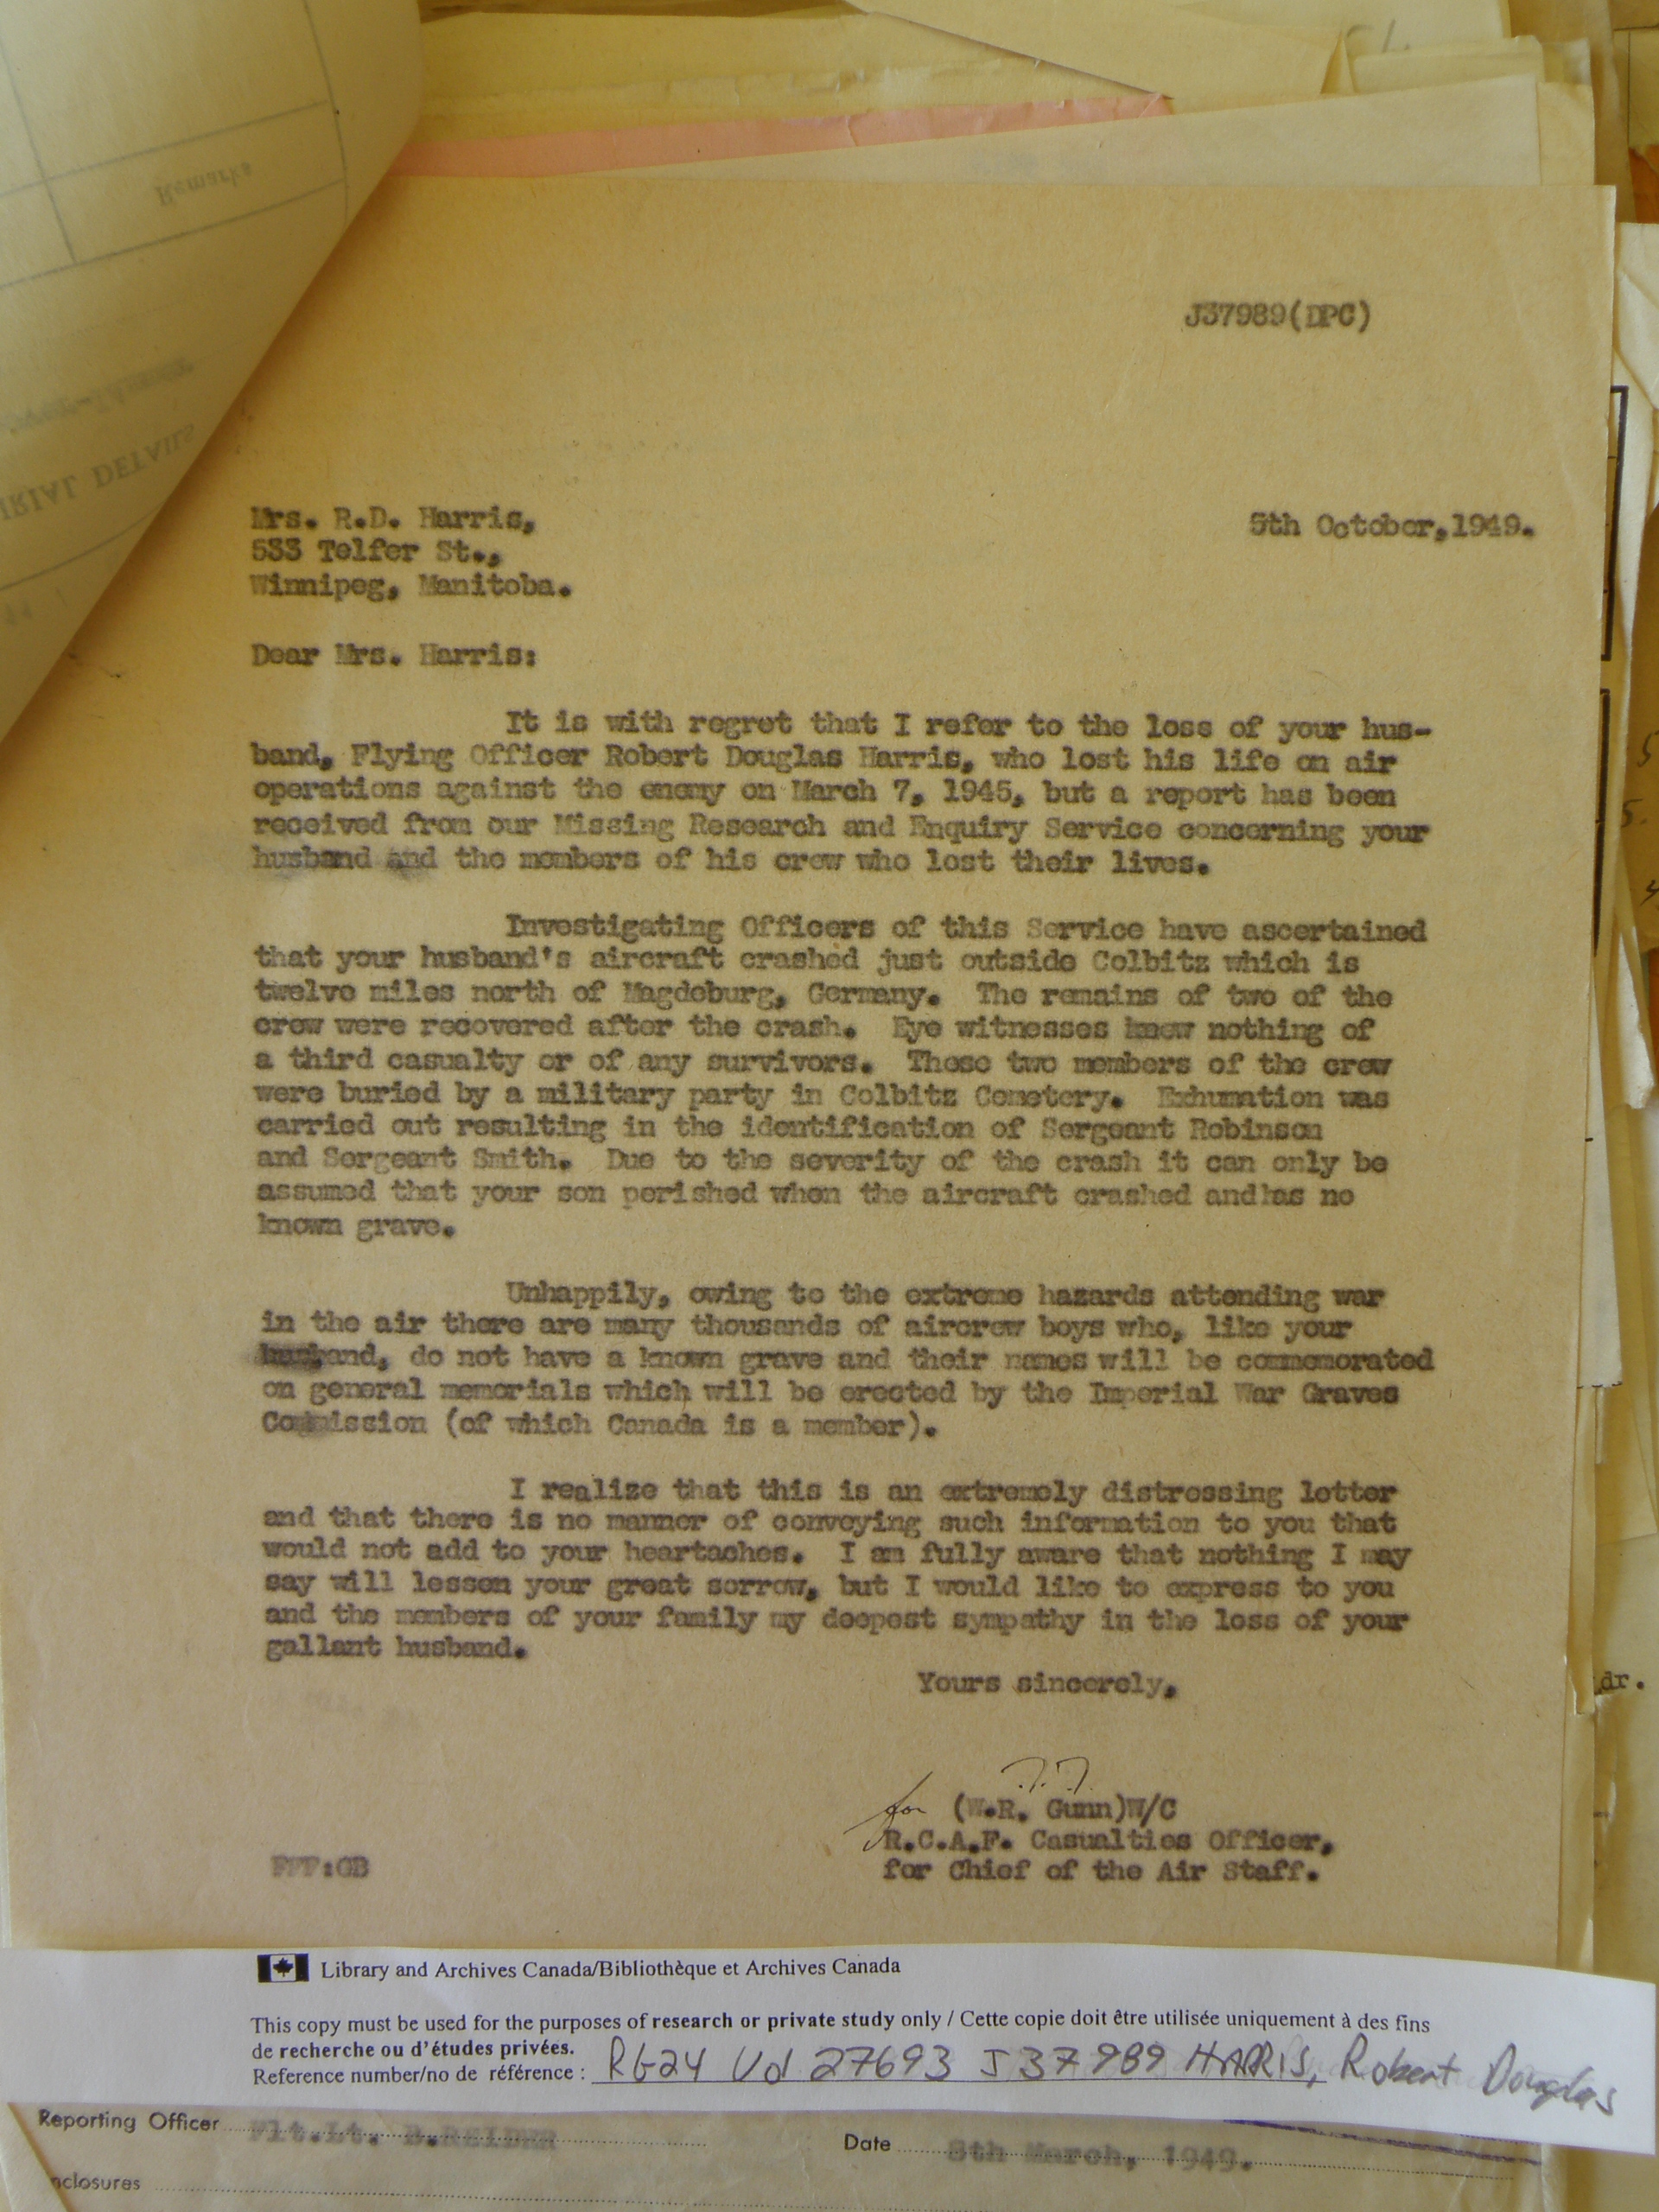 Remarks
RIAL DETAILS
J37989(DPC)
Mrs. R.D. Harris,
5th October,1949.
533 Telfer St.,
Winnipeg, Manitoba.
Dear Mrs. Harris:
It is with regret that I refer to the loss of your hus-
band, Flying Officer Robert Douglas Harris, who lost his life on air
operations against the enemy on March 7, 1945, but a report has been
received from our Missing Research and Enquiry Service concerning your
husband and the members of his crew who lost their lives.
Investigating Officers of this Service have ascertained
that your husband's aircraft crashed just outside Colbitz which is
twelve miles north of Magdeburg, Germany. The remains of two of the
crew were recovered after the crash. Eye witnesses knew nothing of
a third casualty or of any survivors. These two members of the crew
were buried by a military party in Colbitz Cemetery. Exhumation was
carried out resulting in the identification of Sergeant Robinson
and Sergeant Smith. Due to the severity of the crash it can only be
assumed that your son perished when the aircraft crashed and has no
known grave.
Unhappily, owing to the extreme hazards attending war
in the air there are many thousands of aircrew boys who, like your
husband, do not have a known grave and their names will be commemorated
on general memorials which will be erected by the Imperial War Graves
Commission (of which Canada is a member).
I realize that this is an extremely distressing letter
and that there is no manner of conveying such information to you that
would not add to your heartaches. I am fully aware that nothing I may
say will lessen your great sorrow, but I would like to express to you
and the members of your family my deepest sympathy in the loss of your
gallant husband.
Yours sincerely,
for (W.R. Gunn)W/C
R.C.A.F. Casualties Officer,
for Chief of the Air Staff.
FFF:GB
dr.
Library and Archives Canada/Bibliothèque et Archives Canada
This copy must be used for the purposes of research or private study only / Cette copie doit être utilisée uniquement à des fins
de recherche ou d'études privées.
Reference number/no de référence : RG24 Vol 27693 J37989 HARRIS, Robert Douglas
Reporting Officer Flt.Lt. B.REIDER
Date 8th March, 1949.
nclosures